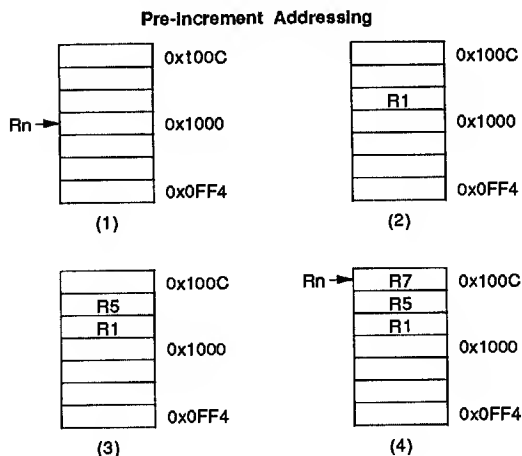 Pre-increment Addressing
0x100C
Rn
0x1000
0x0FF4
(1)
0x100C
R1
0x1000
0x0FF4
(2)
0x100C
R5
R1
0x1000
0x0FF4
(3)
Rn
R7
0x100C
R5
R1
0x1000
0x0FF4
(4)